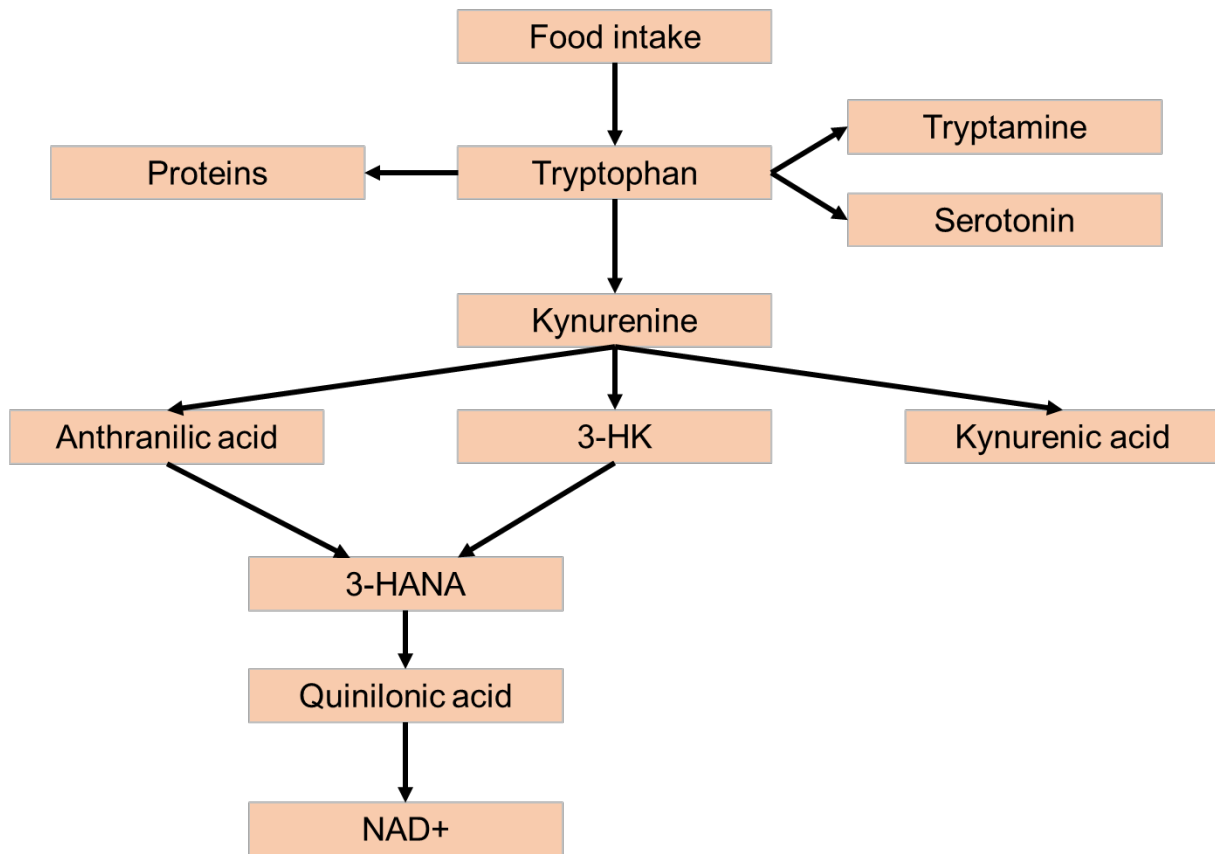 Food intake
Tryptamine
Proteins
Tryptophan
Serotonin
Kynurenine
Anthranilic acid
3-HK
Kynurenic acid
3-HANA
Quinilonic acid
NAD+